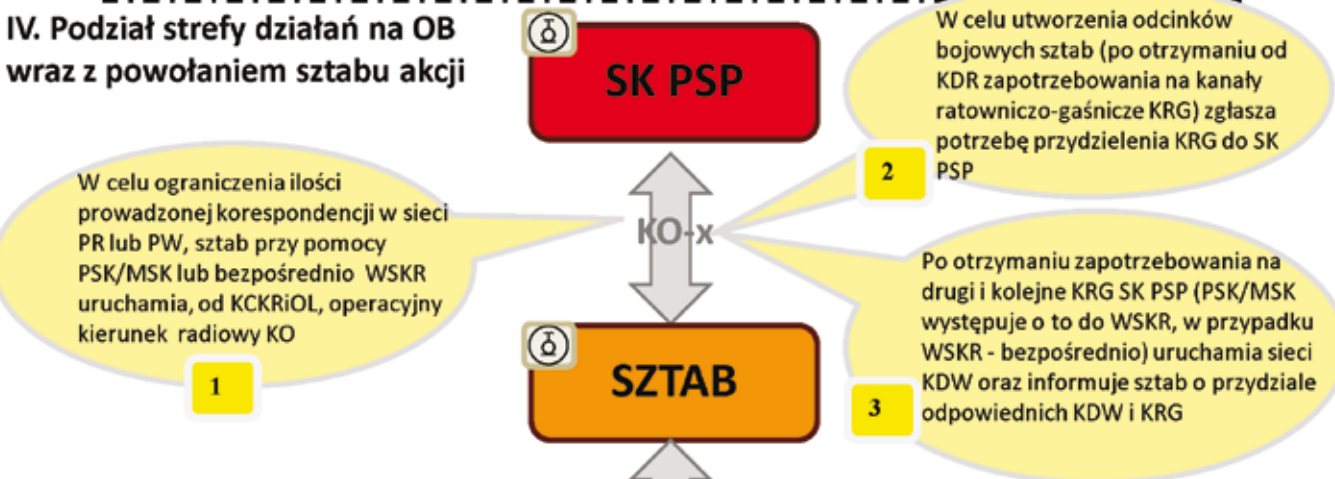 IV. Podział strefy działań na OB
wraz z powołaniem sztabu akcji
SK PSP
W celu utworzenia odcinków
bojowych sztab (po otrzymaniu od
KDR zapotrzebowania na kanały
ratowniczo-gaśnicze KRG) zgłasza
potrzebę przydzielenia KRG do SK
PSP
2
W celu ograniczenia ilości
prowadzonej korespondencji w sieci
PR lub PW, sztab przy pomocy
PSK/MSK lub bezpośrednio WSKR
uruchamia, od KCKRiOL, operacyjny
kierunek radiowy KO
1
KO-x
Po otrzymaniu zapotrzebowania na
drugi i kolejne KRG SK PSP (PSK/MSK
występuje o to do WSKR, w przypadku
WSKR - bezpośrednio) uruchamia sieci
KDW oraz informuje sztab o przydziale
odpowiednich KDW i KRG
3
SZTAB